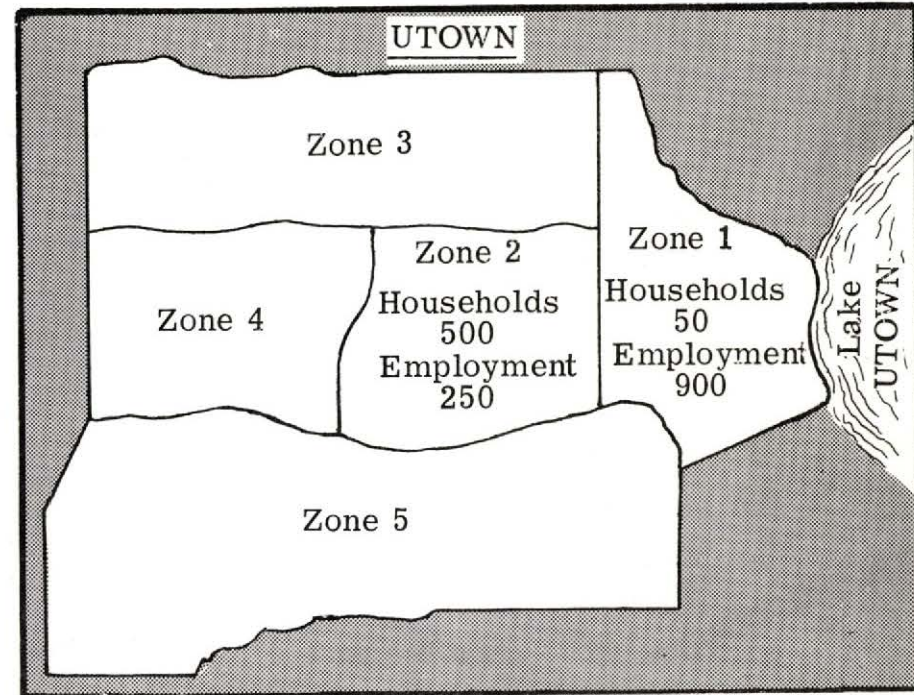 UTOWN
Zone 3
Zone 1
Households
50
Employment
900
Zone 2
Households
500
Employment
250
Zone 4
Lake
UTOWN
Zone 5